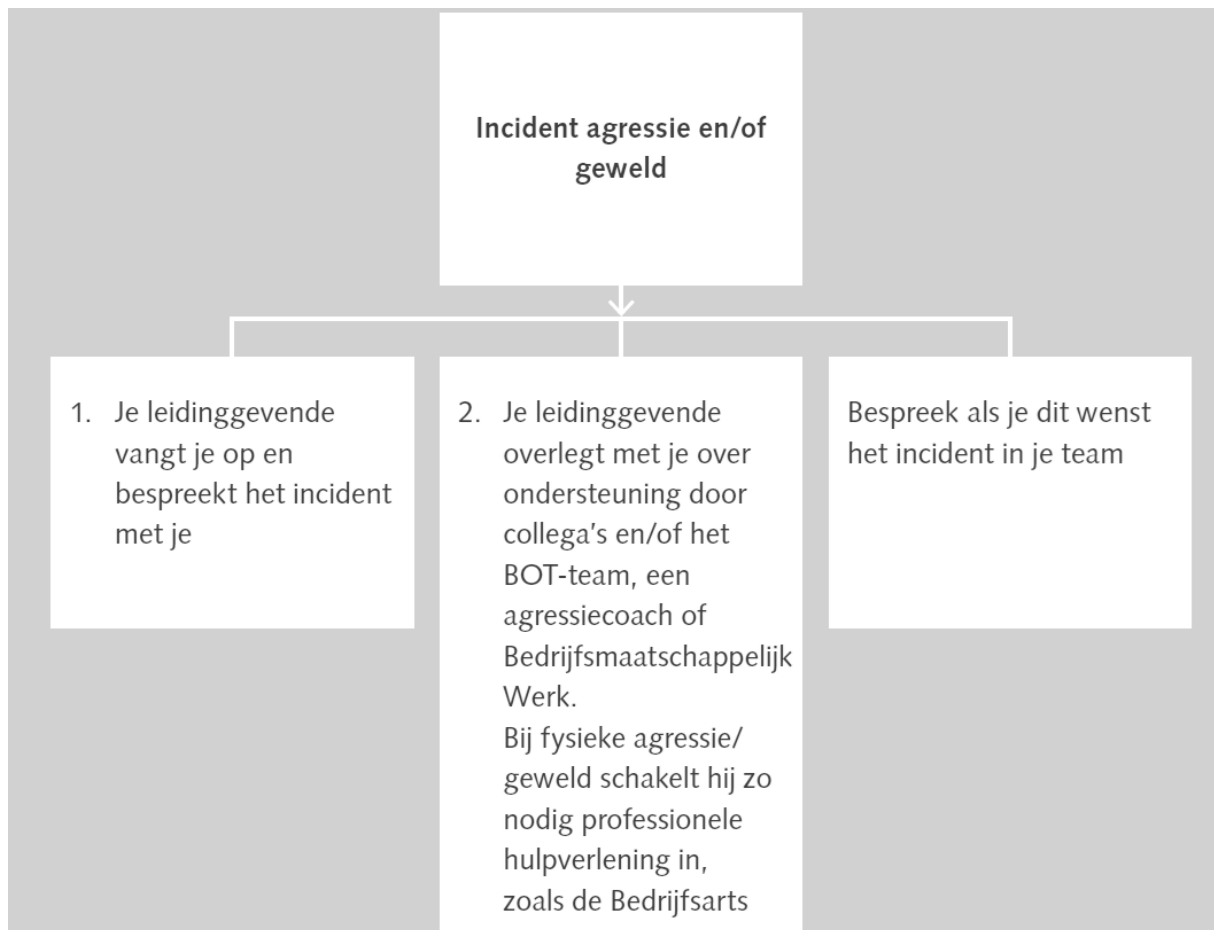 Incident agressie en/of
geweld
1. Je leidinggevende
vangt je op en
bespreekt het incident
met je
2. Je leidinggevende
overlegt met je over
ondersteuning door
collega's en/of het
BOT-team, een
agressiecoach of
Bedrijfsmaatschappelijk
Werk.
Bij fysieke agressie/
geweld schakelt hij zo
nodig professionele
hulpverlening in,
zoals de Bedrijfsarts
Bespreek als je dit wenst
het incident in je team